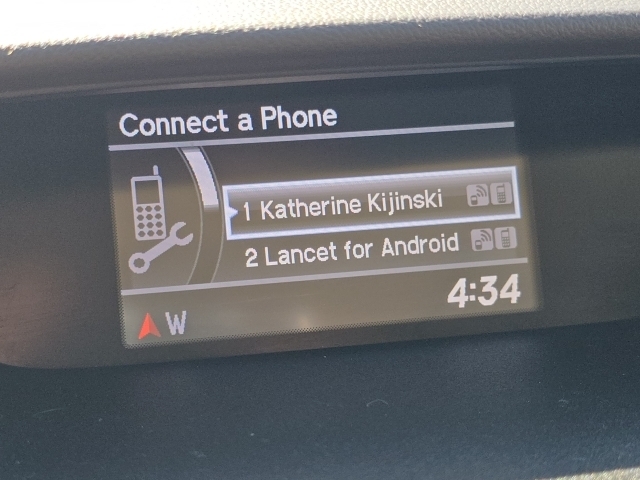 Connect a Phone
1 Katherine Kijinski
2 Lancet for Android
4:34
W